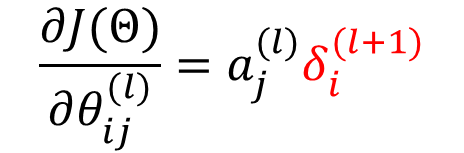 ∂J(Θ) / ∂θ_{ij}^{(l)} = a_j^{(l)} δ_i^{(l+1)}